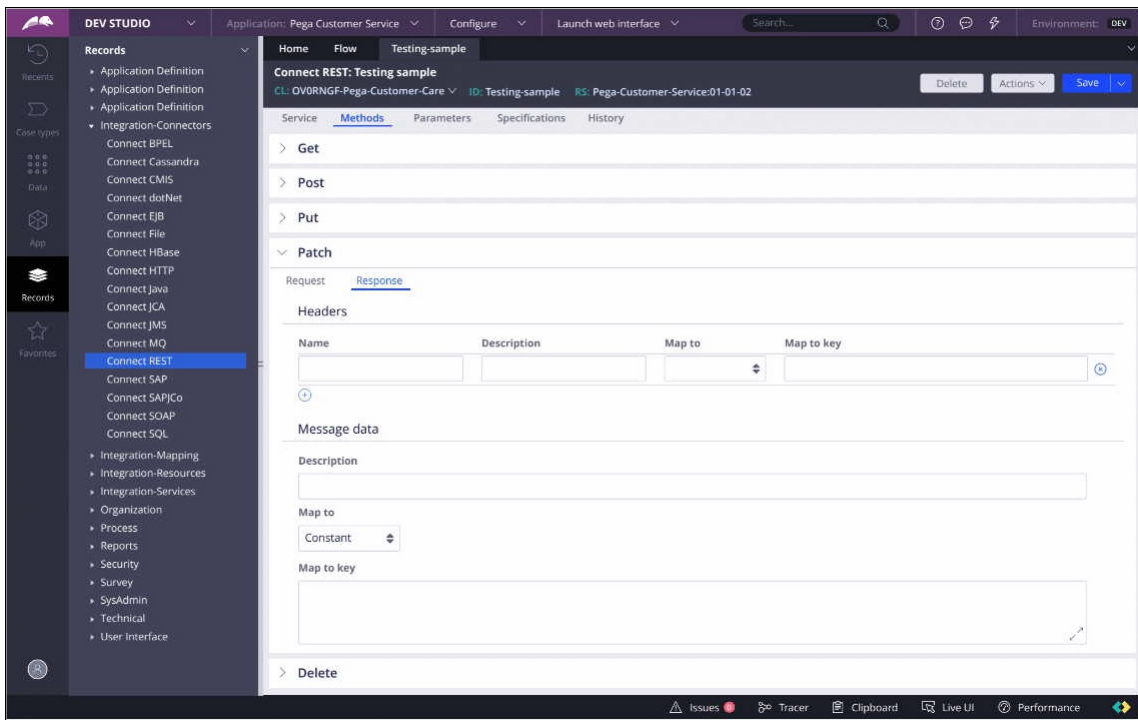 DEV STUDIO
Application: Pega Customer Service
Configure
Launch web interface
Search...
Environment: DEV
Recents
Case types
Data
App
Records
Favorites
Records
Application Definition
Application Definition
Application Definition
Integration-Connectors
Connect BPEL
Connect Cassandra
Connect CMIS
Connect dotNet
Connect EJB
Connect File
Connect HBase
Connect HTTP
Connect Java
Connect JCA
Connect JMS
Connect MQ
Connect REST
Connect SAP
Connect SAPJCo
Connect SOAP
Connect SQL
Integration-Mapping
Integration-Resources
Integration-Services
Organization
Process
Reports
Security
Survey
SysAdmin
Technical
User Interface
Home Flow Testing-sample
Connect REST: Testing sample
CL: OV0RNGF-Pega-Customer-Care ID: Testing-sample RS: Pega-Customer-Service:01-01-02
Delete Actions Save
Service Methods Parameters Specifications History
Get
Post
Put
Patch
Request Response
Headers
Name Description Map to Map to key
Message data
Description
Map to
Constant
Map to key
Delete
Issues Tracer Clipboard Live UI Performance